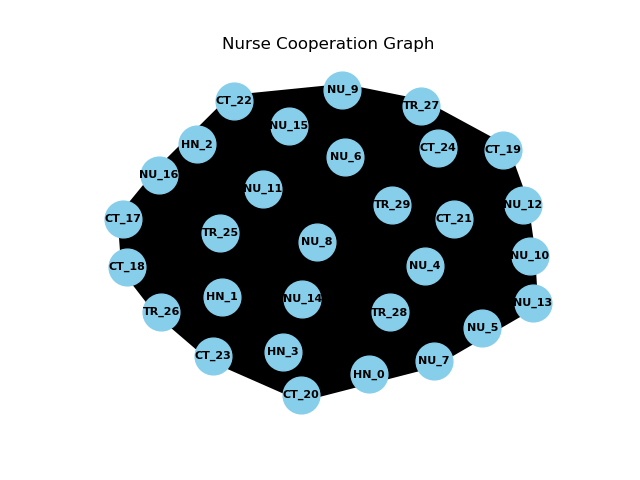 Nurse Cooperation Graph
NU_9
CT_22
TR_27
NU_15
HN_2
CT_24
CT_19
NU_6
NU_16
NU_11
TR_29
NU_12
CT_17
CT_21
TR_25
NU_8
NU_10
CT_18
NU_4
HN_1
NU_14
NU_13
TR_26
TR_28
NU_5
HN_3
CT_23
NU_7
HN_0
CT_20